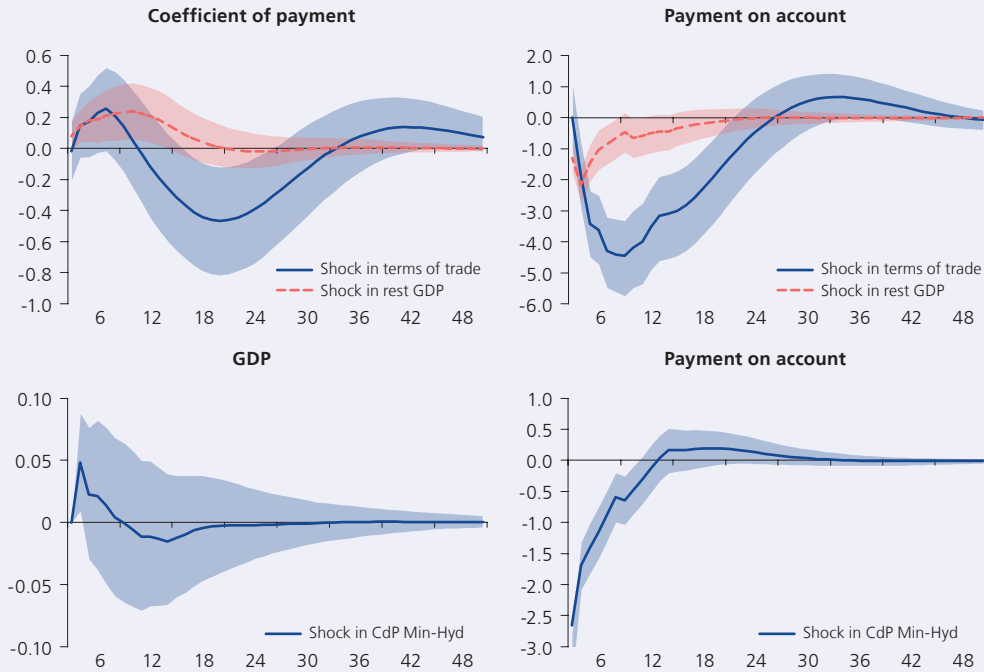 Coefficient of payment
0.6
0.4
0.2
0.0
-0.2
-0.4
-0.6
-0.8
-1.0
Shock in terms of trade
Shock in rest GDP
6 12 18 24 30 36 42 48
Payment on account
2.0
1.0
0.0
-1.0
-2.0
-3.0
-4.0
-5.0
-6.0
Shock in terms of trade
Shock in rest GDP
6 12 18 24 30 36 42 48
GDP
0.10
0.05
0
-0.05
-0.10
Shock in CdP Min-Hyd
6 12 18 24 30 36 42 48
Payment on account
1.0
0.5
0.0
-0.5
-1.0
-1.5
-2.0
-2.5
-3.0
Shock in CdP Min-Hyd
6 12 18 24 30 36 42 48